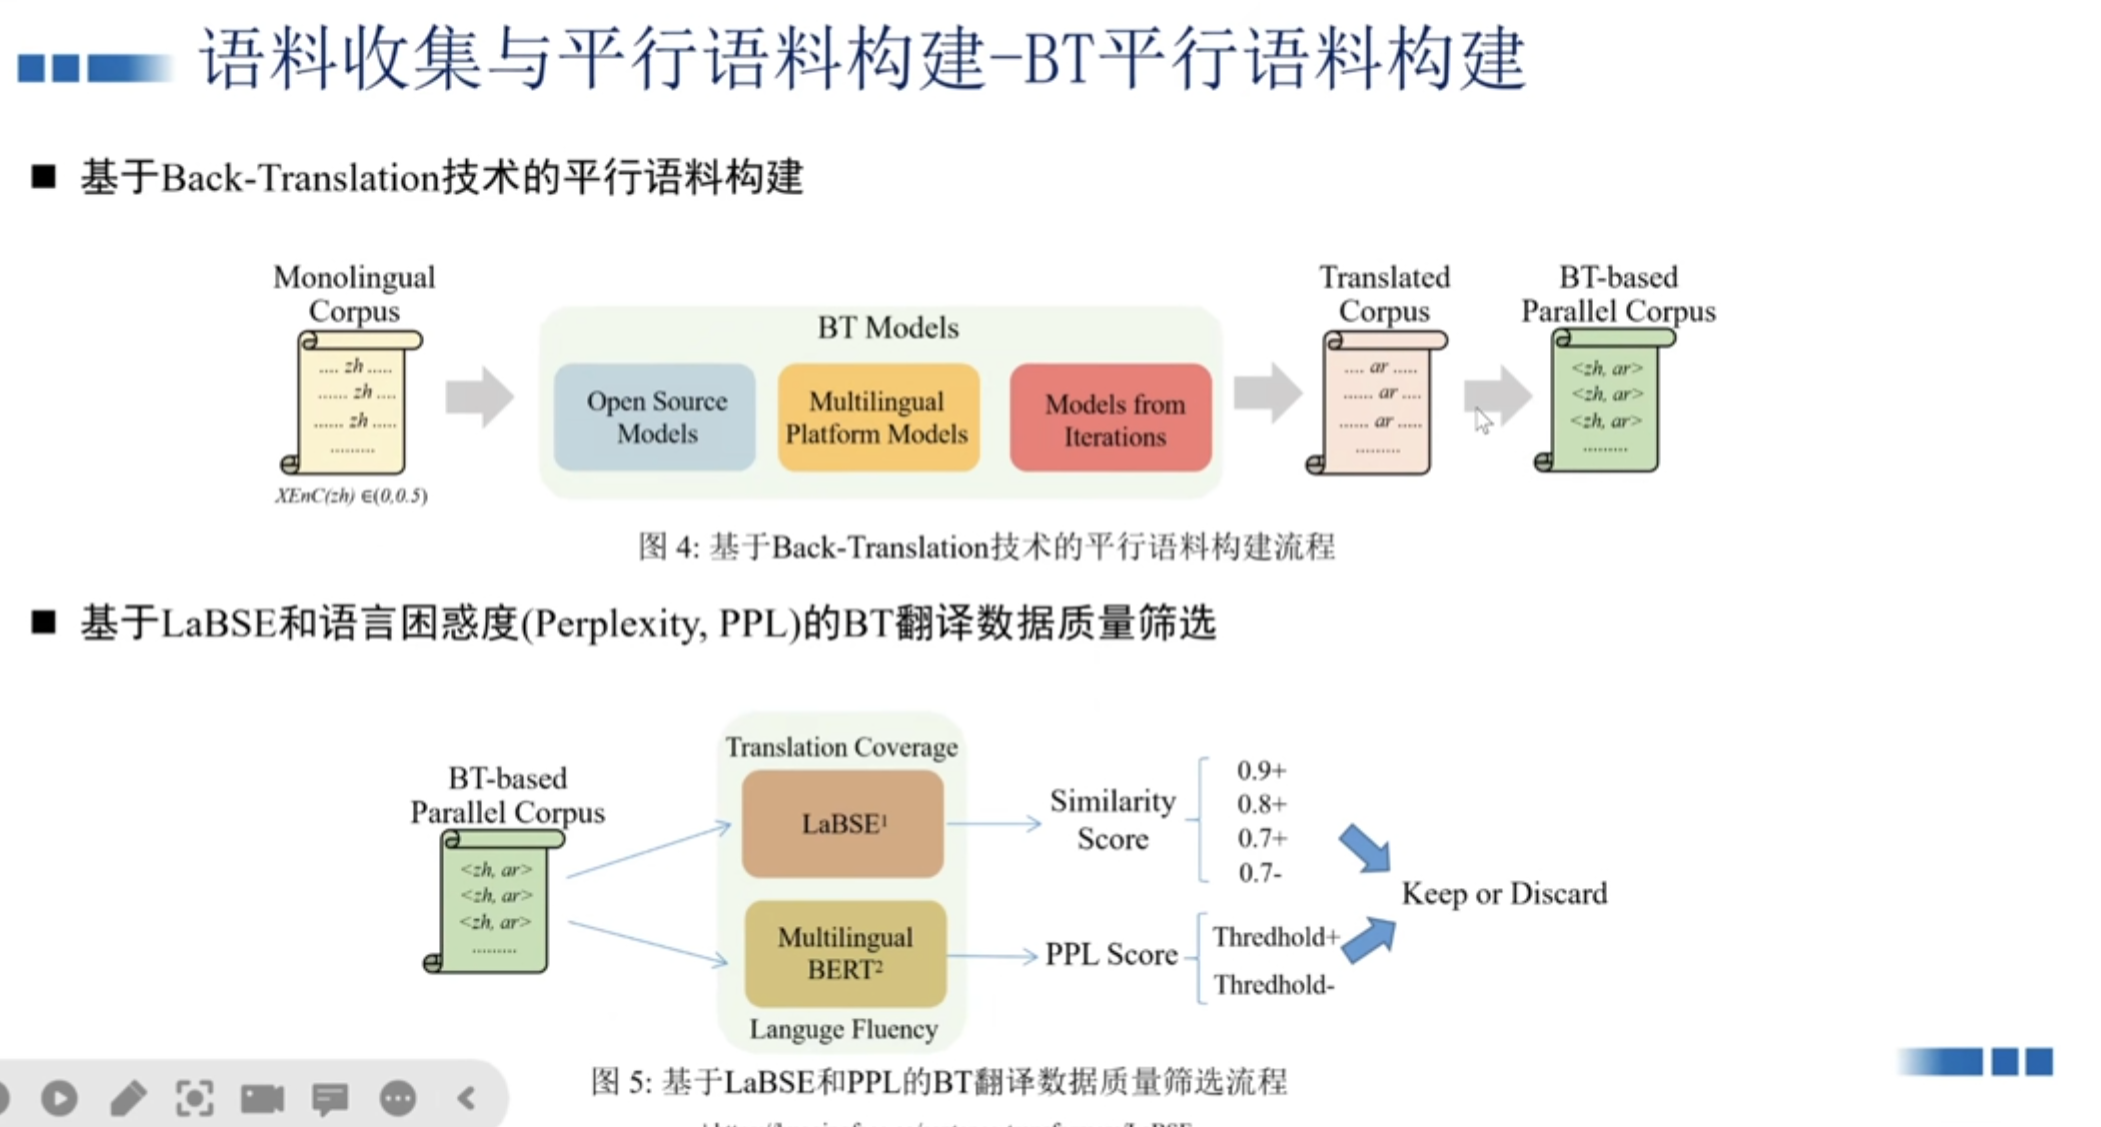 语料收集与平行语料构建-BT平行语料构建
■ 基于Back-Translation技术的平行语料构建
Monolingual
Corpus
.... zh .....
...... zh ....
...... zh .....
.........
XEnC(zh) ∈(0,0.5)
BT Models
Open Source
Models
Multilingual
Platform Models
Models from
Iterations
Translated
Corpus
.... ar .....
...... ar ....
...... ar .....
.........
BT-based
Parallel Corpus
<zh, ar>
<zh, ar>
<zh, ar>
.........
图 4: 基于Back-Translation技术的平行语料构建流程
■ 基于LaBSE和语言困惑度(Perplexity, PPL)的BT翻译数据质量筛选
BT-based
Parallel Corpus
<zh, ar>
<zh, ar>
<zh, ar>
.........
Translation Coverage
LaBSE¹
Multilingual
BERT²
Languge Fluency
Similarity
Score
0.9+
0.8+
0.7+
0.7-
PPL Score
Thredhold+
Thredhold-
Keep or Discard
图 5: 基于LaBSE和PPL的BT翻译数据质量筛选流程